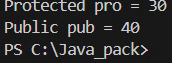 Protected pro = 30
Public pub = 40
PS C:\Java_pack>